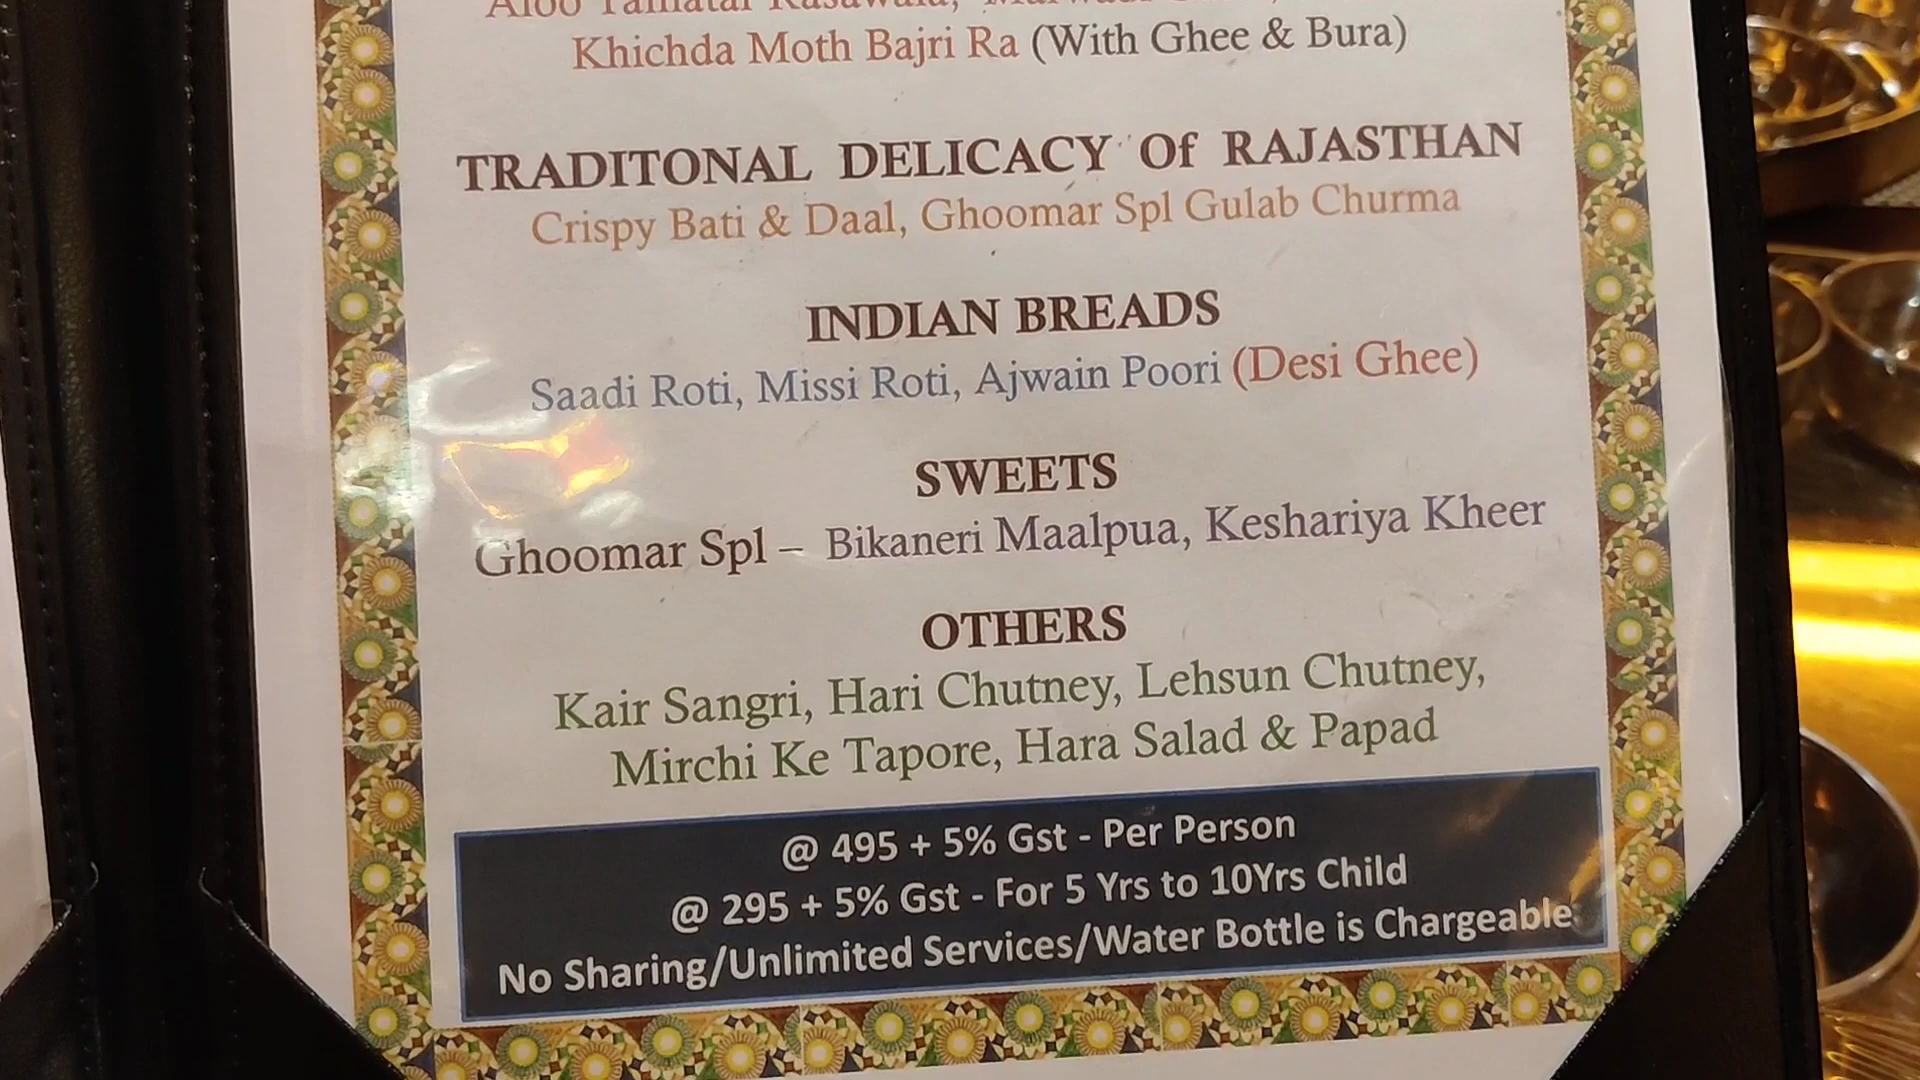 Aloo Tamatar Rasawala,
Khichda Moth Bajri Ra (With Ghee & Bura)
TRADITONAL DELICACY Of RAJASTHAN
Crispy Bati & Daal, Ghoomar Spl Gulab Churma
INDIAN BREADS
Saadi Roti, Missi Roti, Ajwain Poori (Desi Ghee)
SWEETS
Ghoomar Spl – Bikaneri Maalpua, Keshariya Kheer
OTHERS
Kair Sangri, Hari Chutney, Lehsun Chutney,
Mirchi Ke Tapore, Hara Salad & Papad
@ 495 + 5% Gst - Per Person
@ 295 + 5% Gst - For 5 Yrs to 10Yrs Child
No Sharing/Unlimited Services/Water Bottle is Chargeable